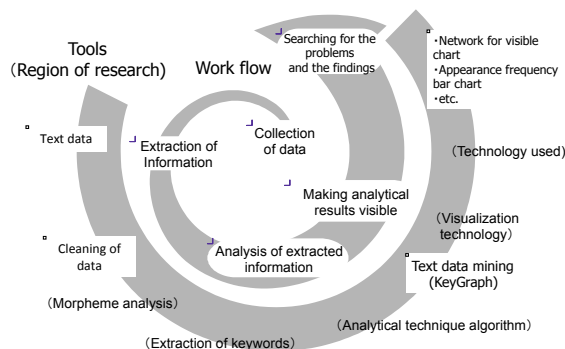 Tools
(Region of research)
Work flow
Searching for the
problems
and the findings
・Network for visible
chart
・Appearance frequency
bar chart
・etc.
Text data
Extraction of
Information
Collection
of data
(Technology used)
Making analytical
results visible
(Visualization
technology)
Cleaning of
data
Analysis of extracted
information
Text data mining
(KeyGraph)
(Morpheme analysis)
(Analytical technique algorithm)
(Extraction of keywords)